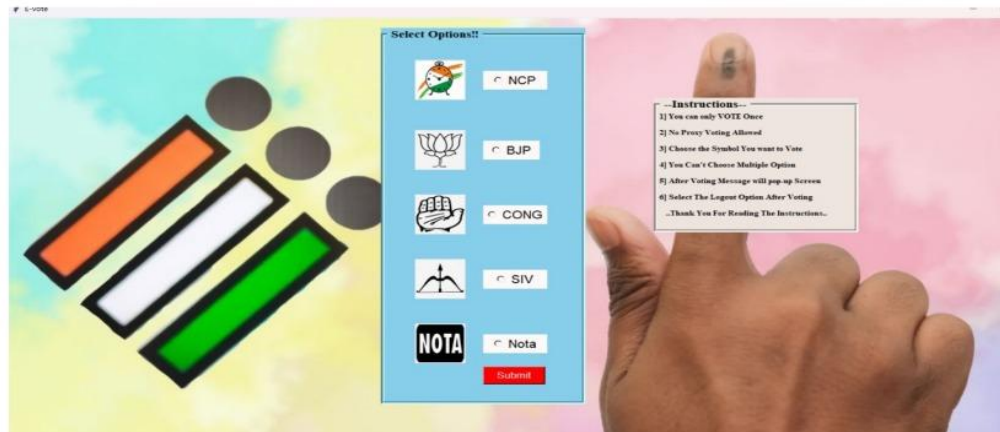 E-Vote
Select Options!!
NCP
BJP
CONG
SIV
NOTA
Nota
Submit
--Instructions--
1] You can only VOTE Once
2] No Proxy Voting Allowed
3] Choose the Symbol You want to Vote
4] You Can't Choose Multiple Option
5] After Voting Message will pop-up Screen
6] Select The Logout Option After Voting
..Thank You For Reading The Instructions..